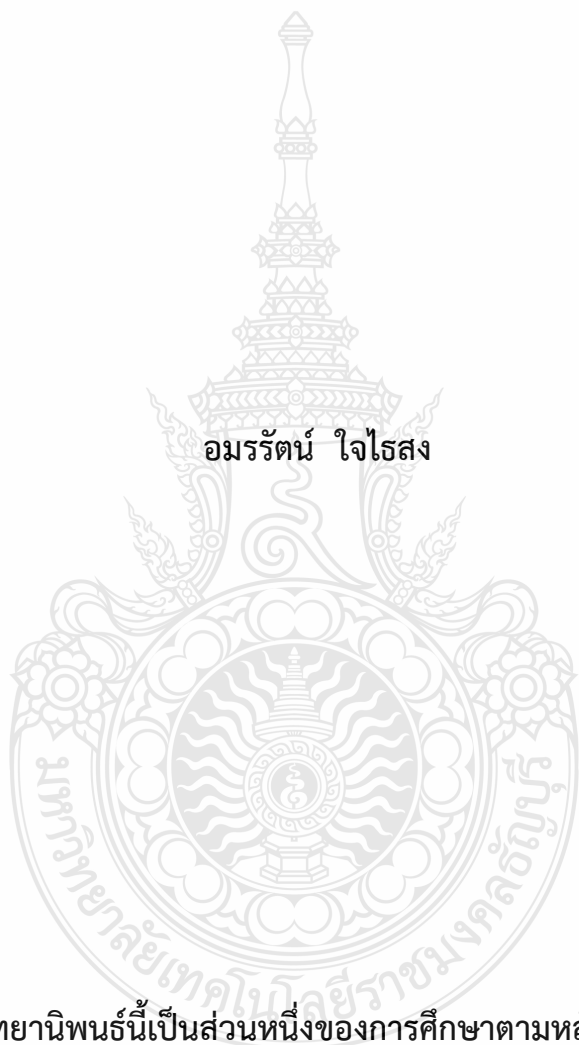 อมรรัตน์ ใจไธสง
มหาวิทยาลัยเทคโนโลยีราชมงคลธัญบุรี
ทยานิพนธ์นี้เป็นส่วนหนึ่งของการศึกษาตามหล